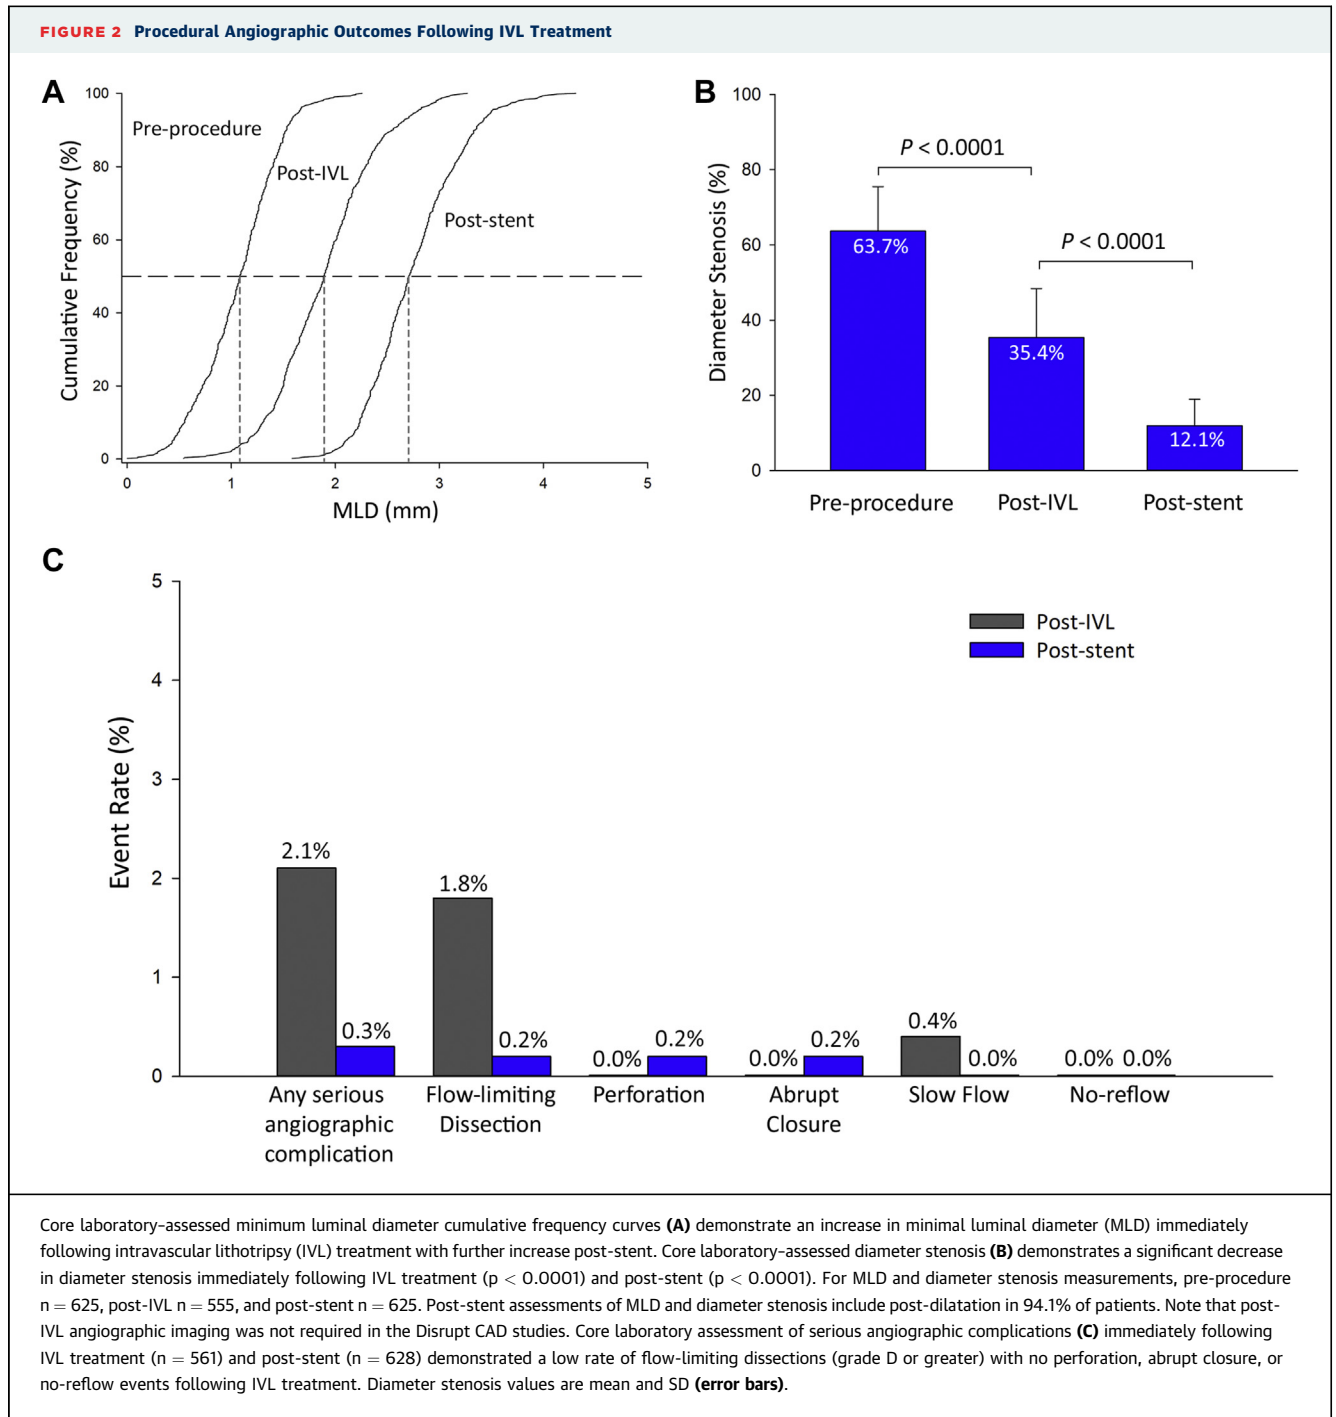 FIGURE 2 Procedural Angiographic Outcomes Following IVL Treatment
A
100
80
60
40
20
0
Cumulative Frequency (%)
Pre-procedure
Post-IVL
Post-stent
0 1 2 3 4 5
MLD (mm)
B
100
80
60
40
20
0
Diameter Stenosis (%)
P < 0.0001
P < 0.0001
63.7%
35.4%
12.1%
Pre-procedure Post-IVL Post-stent
C
5
4
3
2
1
0
Event Rate (%)
Post-IVL
Post-stent
2.1%
0.3%
1.8%
0.2%
0.0% 0.2%
0.0% 0.2%
0.4%
0.0%
0.0% 0.0%
Any serious
angiographic
complication
Flow-limiting
Dissection
Perforation
Abrupt
Closure
Slow Flow
No-reflow
Core laboratory–assessed minimum luminal diameter cumulative frequency curves (A) demonstrate an increase in minimal luminal diameter (MLD) immediately
following intravascular lithotripsy (IVL) treatment with further increase post-stent. Core laboratory–assessed diameter stenosis (B) demonstrates a significant decrease
in diameter stenosis immediately following IVL treatment (p < 0.0001) and post-stent (p < 0.0001). For MLD and diameter stenosis measurements, pre-procedure
n = 625, post-IVL n = 555, and post-stent n = 625. Post-stent assessments of MLD and diameter stenosis include post-dilatation in 94.1% of patients. Note that post-
IVL angiographic imaging was not required in the Disrupt CAD studies. Core laboratory assessment of serious angiographic complications (C) immediately following
IVL treatment (n = 561) and post-stent (n = 628) demonstrated a low rate of flow-limiting dissections (grade D or greater) with no perforation, abrupt closure, or
no-reflow events following IVL treatment. Diameter stenosis values are mean and SD (error bars).